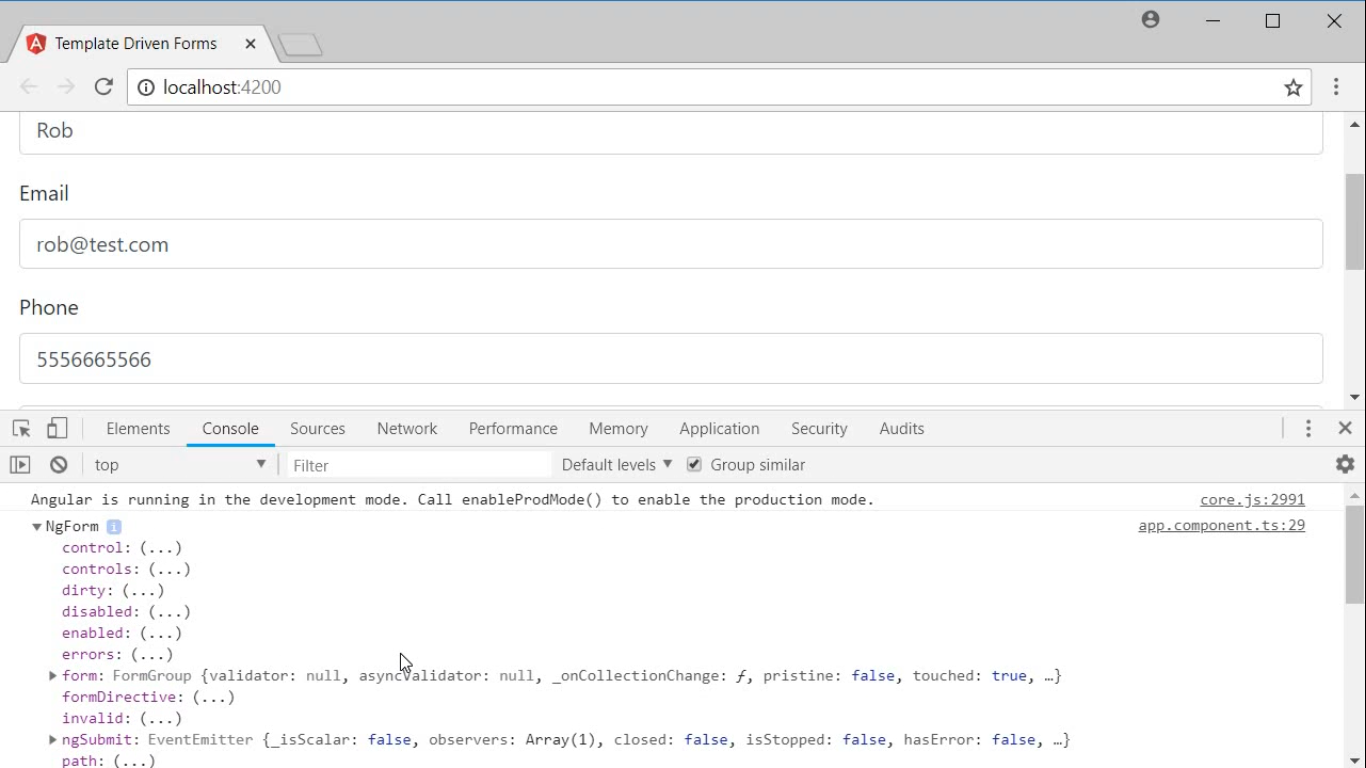 Template Driven Forms
localhost:4200
Rob
Email
rob@test.com
Phone
5556665566
Elements Console Sources Network Performance Memory Application Security Audits
top Filter Default levels Group similar
Angular is running in the development mode. Call enableProdMode() to enable the production mode. core.js:2991
NgForm i app.component.ts:29
control: (...)
controls: (...)
dirty: (...)
disabled: (...)
enabled: (...)
errors: (...)
form: FormGroup {validator: null, asyncValidator: null, _onCollectionChange: ƒ, pristine: false, touched: true, …}
formDirective: (...)
invalid: (...)
ngSubmit: EventEmitter {_isScalar: false, observers: Array(1), closed: false, isStopped: false, hasError: false, …}
path: (...)